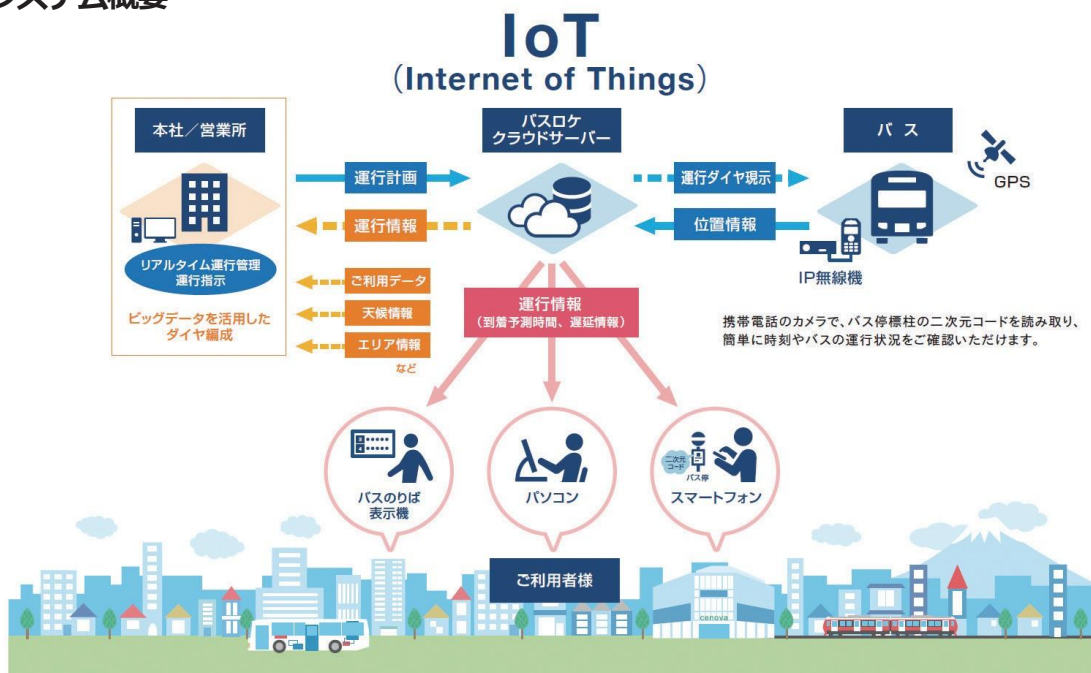 システム概要
IoT
（Internet of Things）
本社／営業所
バスロケ
クラウドサーバー
バ ス
運行計画
運行ダイヤ現示
GPS
運行情報
位置情報
リアルタイム運行管理
運行指示
IP無線機
ご利用データ
ビッグデータを活用した
ダイヤ編成
天候情報
エリア情報
など
運行情報
（到着予測時間、遅延情報）
携帯電話のカメラで、バス停標柱の二次元コードを読み取り、
簡単に時刻やバスの運行状況をご確認いただけます。
バスのりば
表示機
パソコン
二次元
コード
バス停
スマートフォン
ご利用者様
cenova